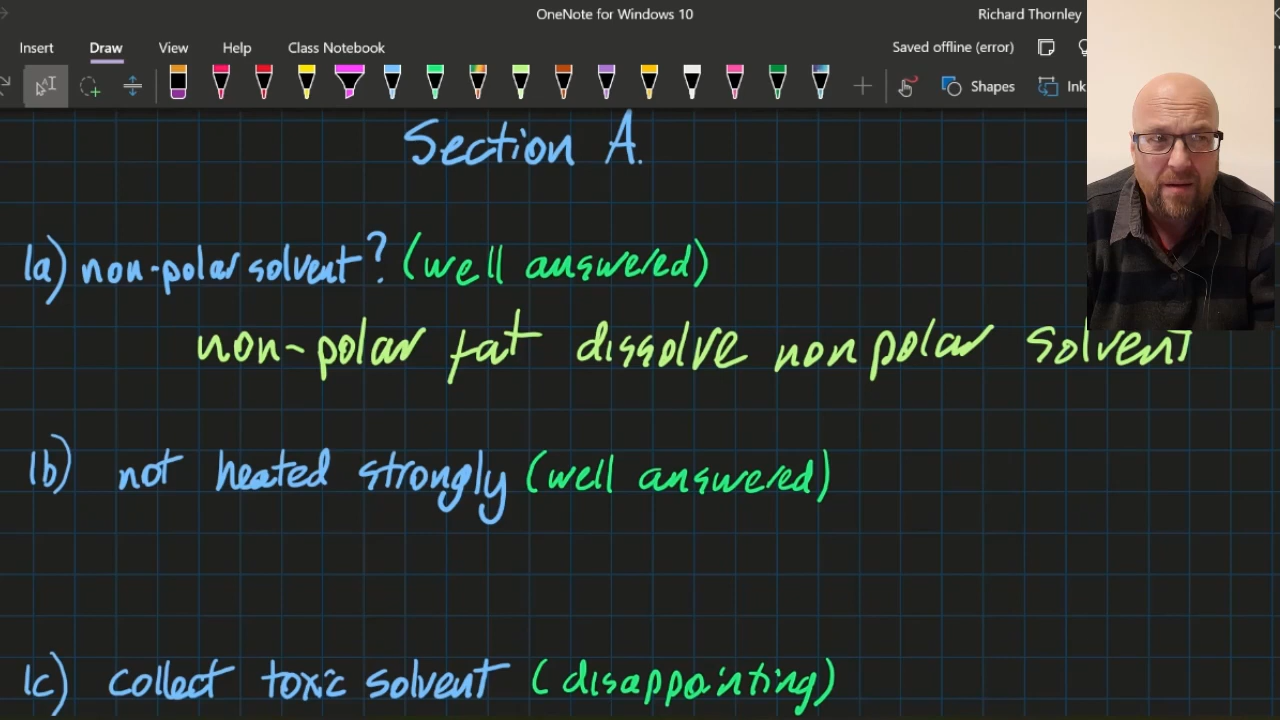 OneNote for Windows 10
Richard Thornley
Insert Draw View Help Class Notebook
Saved offline (error)
Shapes
Ink
Section A.
1a) non-polar solvent? (well answered)
non-polar fat dissolve non polar solvent
1b) not heated strongly (well answered)
1c) collect toxic solvent (disappointing)